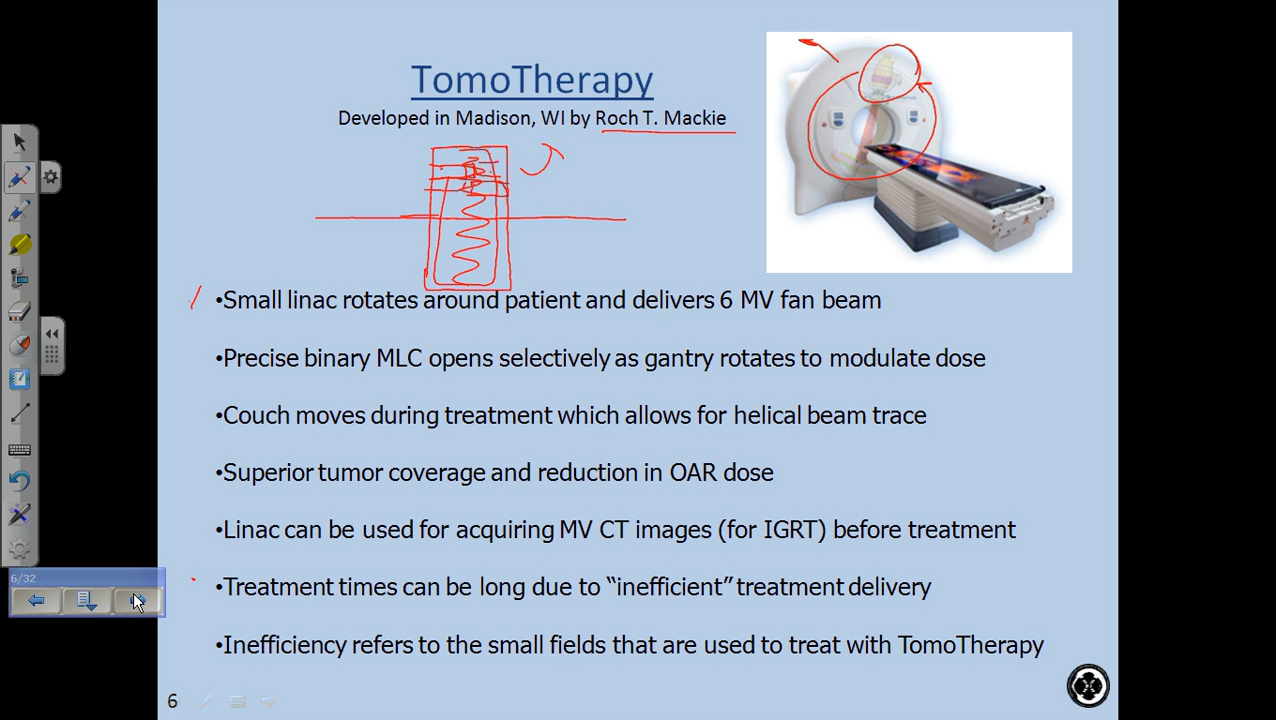 TomoTherapy
Developed in Madison, WI by Roch T. Mackie
•Small linac rotates around patient and delivers 6 MV fan beam
•Precise binary MLC opens selectively as gantry rotates to modulate dose
•Couch moves during treatment which allows for helical beam trace
•Superior tumor coverage and reduction in OAR dose
•Linac can be used for acquiring MV CT images (for IGRT) before treatment
•Treatment times can be long due to “inefficient” treatment delivery
•Inefficiency refers to the small fields that are used to treat with TomoTherapy
6/32
6